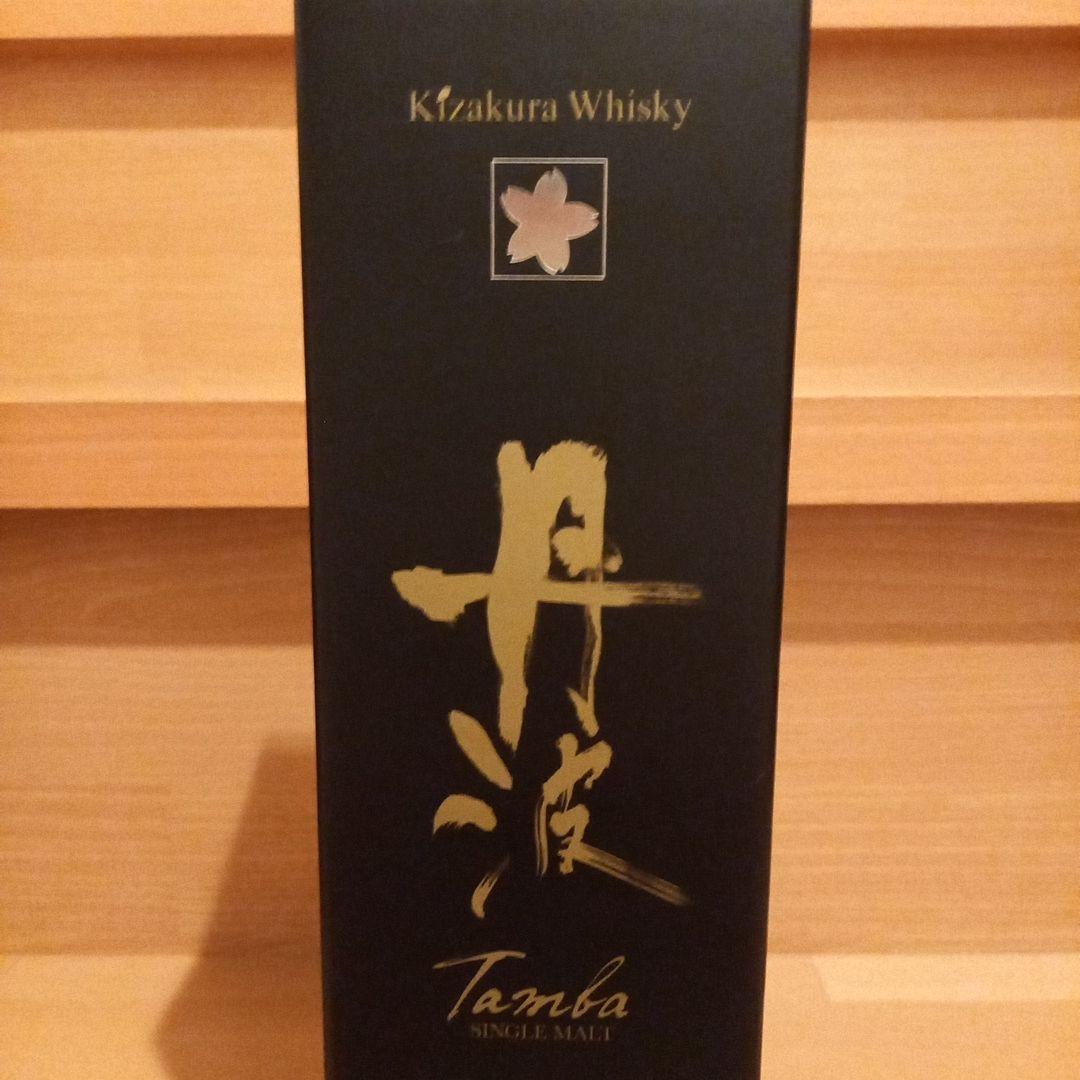 Kizakura Whisky
丹波
Tamba
SINGLE MALT